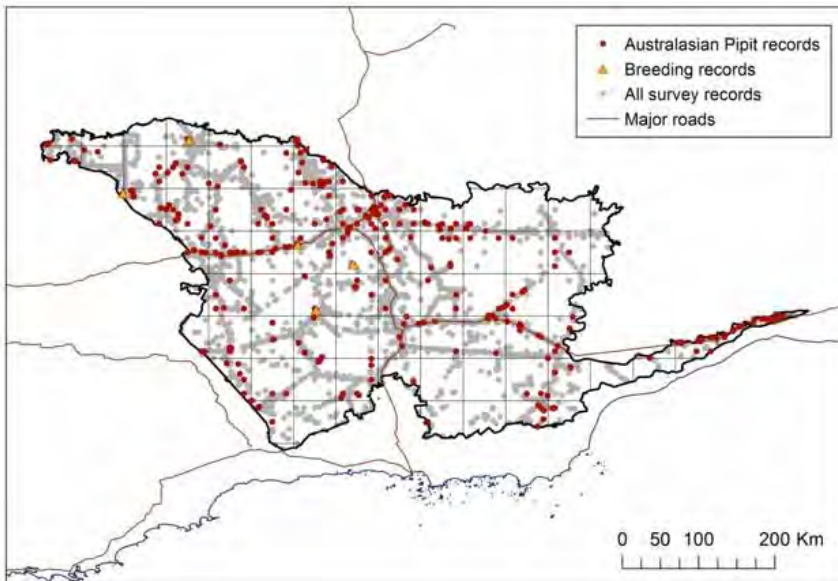 Australasian Pipit records
Breeding records
All survey records
Major roads
0 50 100 200 Km